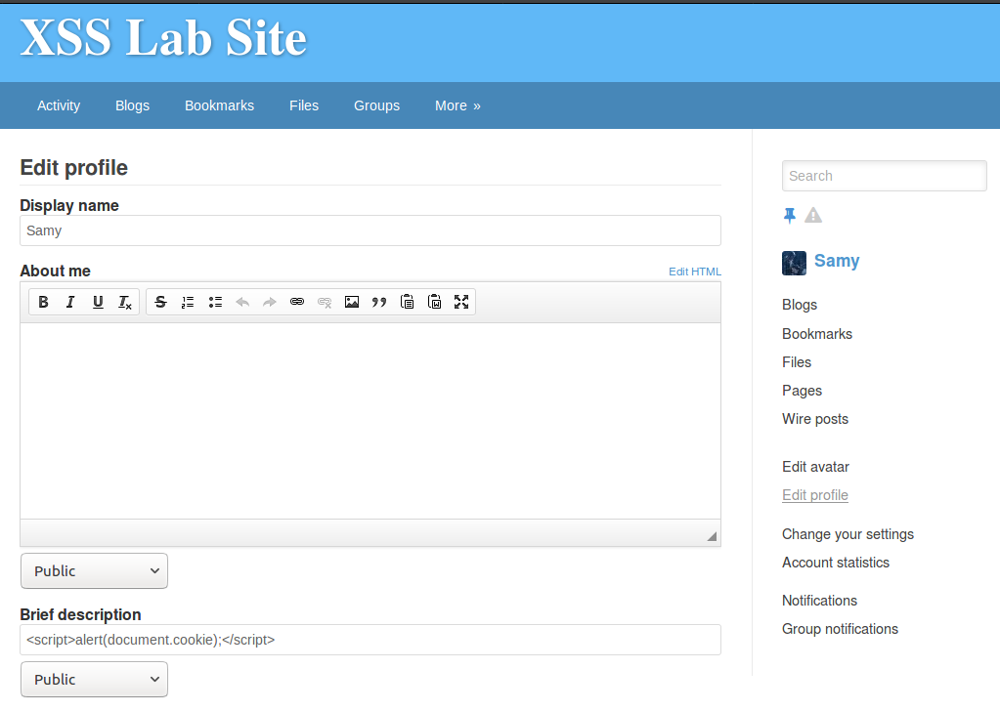 XSS Lab Site
Activity Blogs Bookmarks Files Groups More »
Edit profile
Display name
Samy
About me Edit HTML
B I U Tx S
Public
Brief description
<script>alert(document.cookie);</script>
Public
Search
Samy
Blogs
Bookmarks
Files
Pages
Wire posts
Edit avatar
Edit profile
Change your settings
Account statistics
Notifications
Group notifications